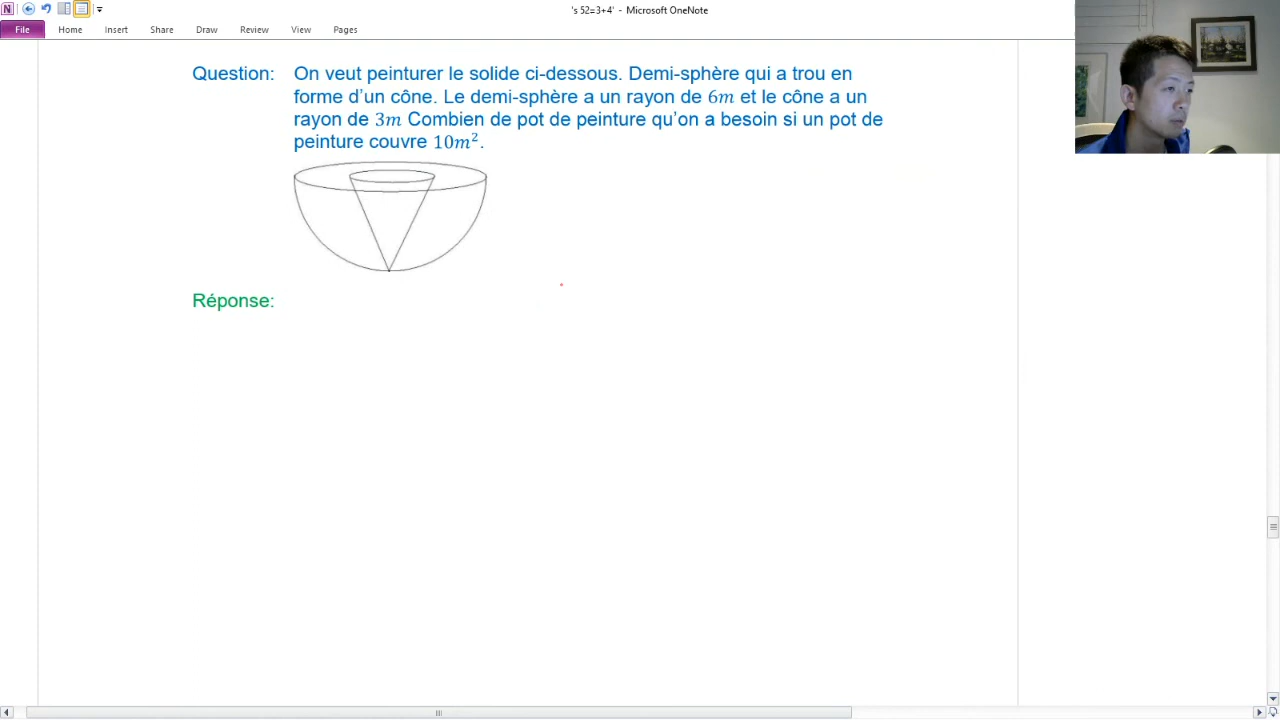 's 52=3+4' - Microsoft OneNote
File Home Insert Share Draw Review View Pages
Question: On veut peinturer le solide ci-dessous. Demi-sphère qui a trou en
forme d'un cône. Le demi-sphère a un rayon de 6m et le cône a un
rayon de 3m Combien de pot de peinture qu'on a besoin si un pot de
peinture couvre 10m².
Réponse: